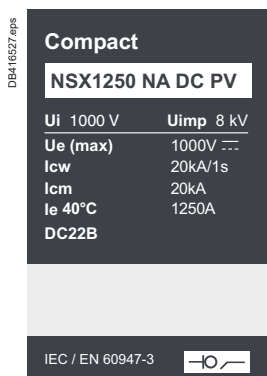 DB416527.eps
Compact
NSX1250 NA DC PV
Ui 1000 V Uimp 8 kV
Ue (max) 1000V
Icw 20kA/1s
Icm 20kA
Ie 40°C 1250A
DC22B
IEC / EN 60947-3